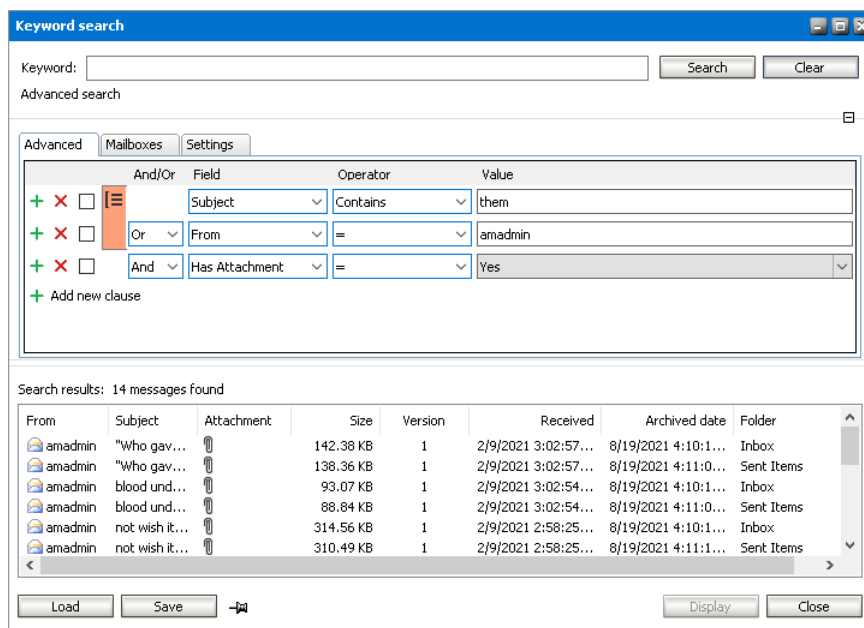 Keyword search
Keyword: Search Clear
Advanced search
Advanced Mailboxes Settings
And/Or Field Operator Value
Subject Contains them
Or From = amadmin
And Has Attachment = Yes
Add new clause
Search results: 14 messages found
From Subject Attachment Size Version Received Archived date Folder
amadmin "Who gav... 142.38 KB 1 2/9/2021 3:02:57... 8/19/2021 4:10:1... Inbox
amadmin "Who gav... 138.36 KB 1 2/9/2021 3:02:57... 8/19/2021 4:11:0... Sent Items
amadmin blood und... 93.07 KB 1 2/9/2021 3:02:54... 8/19/2021 4:10:1... Inbox
amadmin blood und... 88.84 KB 1 2/9/2021 3:02:54... 8/19/2021 4:11:0... Sent Items
amadmin not wish it... 314.56 KB 1 2/9/2021 2:58:25... 8/19/2021 4:10:1... Inbox
amadmin not wish it... 310.49 KB 1 2/9/2021 2:58:25... 8/19/2021 4:11:1... Sent Items
Load Save Display Close